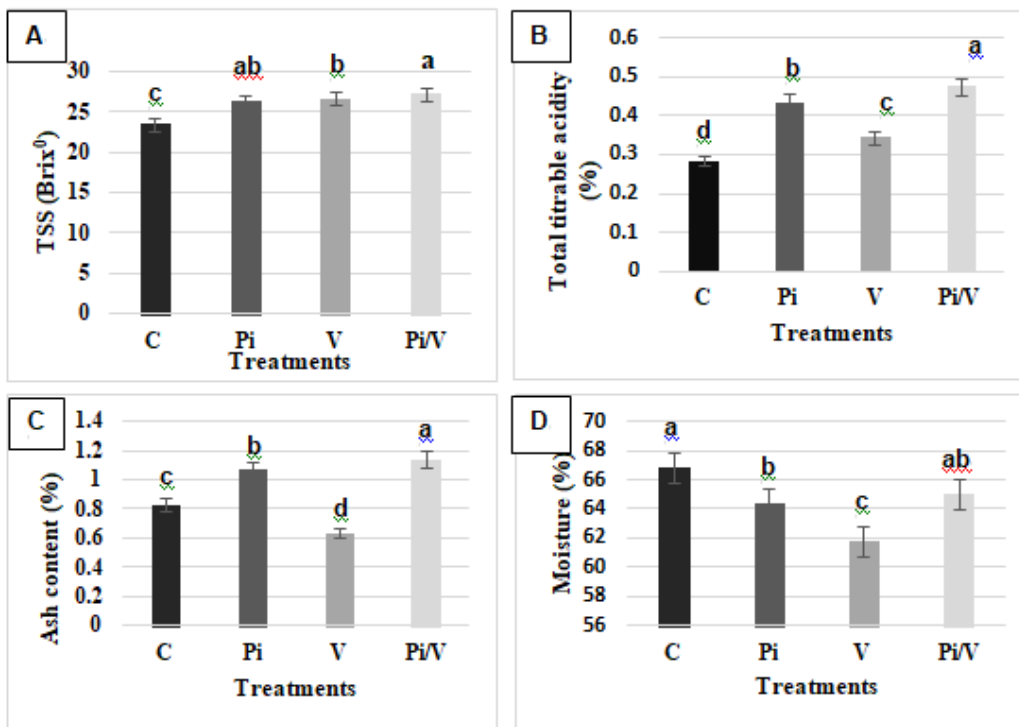 A
TSS (Brix⁰)
30
25
20
15
10
5
0
c
ab
b
a
C
Pi
V
Pi/V
Treatments
B
Total titrable acidity
(%)
0.6
0.5
0.4
0.3
0.2
0.1
0
d
b
c
a
C
Pi
V
Pi/V
Treatments
C
Ash content (%)
1.4
1.2
1
0.8
0.6
0.4
0.2
0
c
b
d
a
C
Pi
V
Pi/V
Treatments
D
Moisture (%)
70
68
66
64
62
60
58
56
a
b
c
ab
C
Pi
V
Pi/V
Treatments